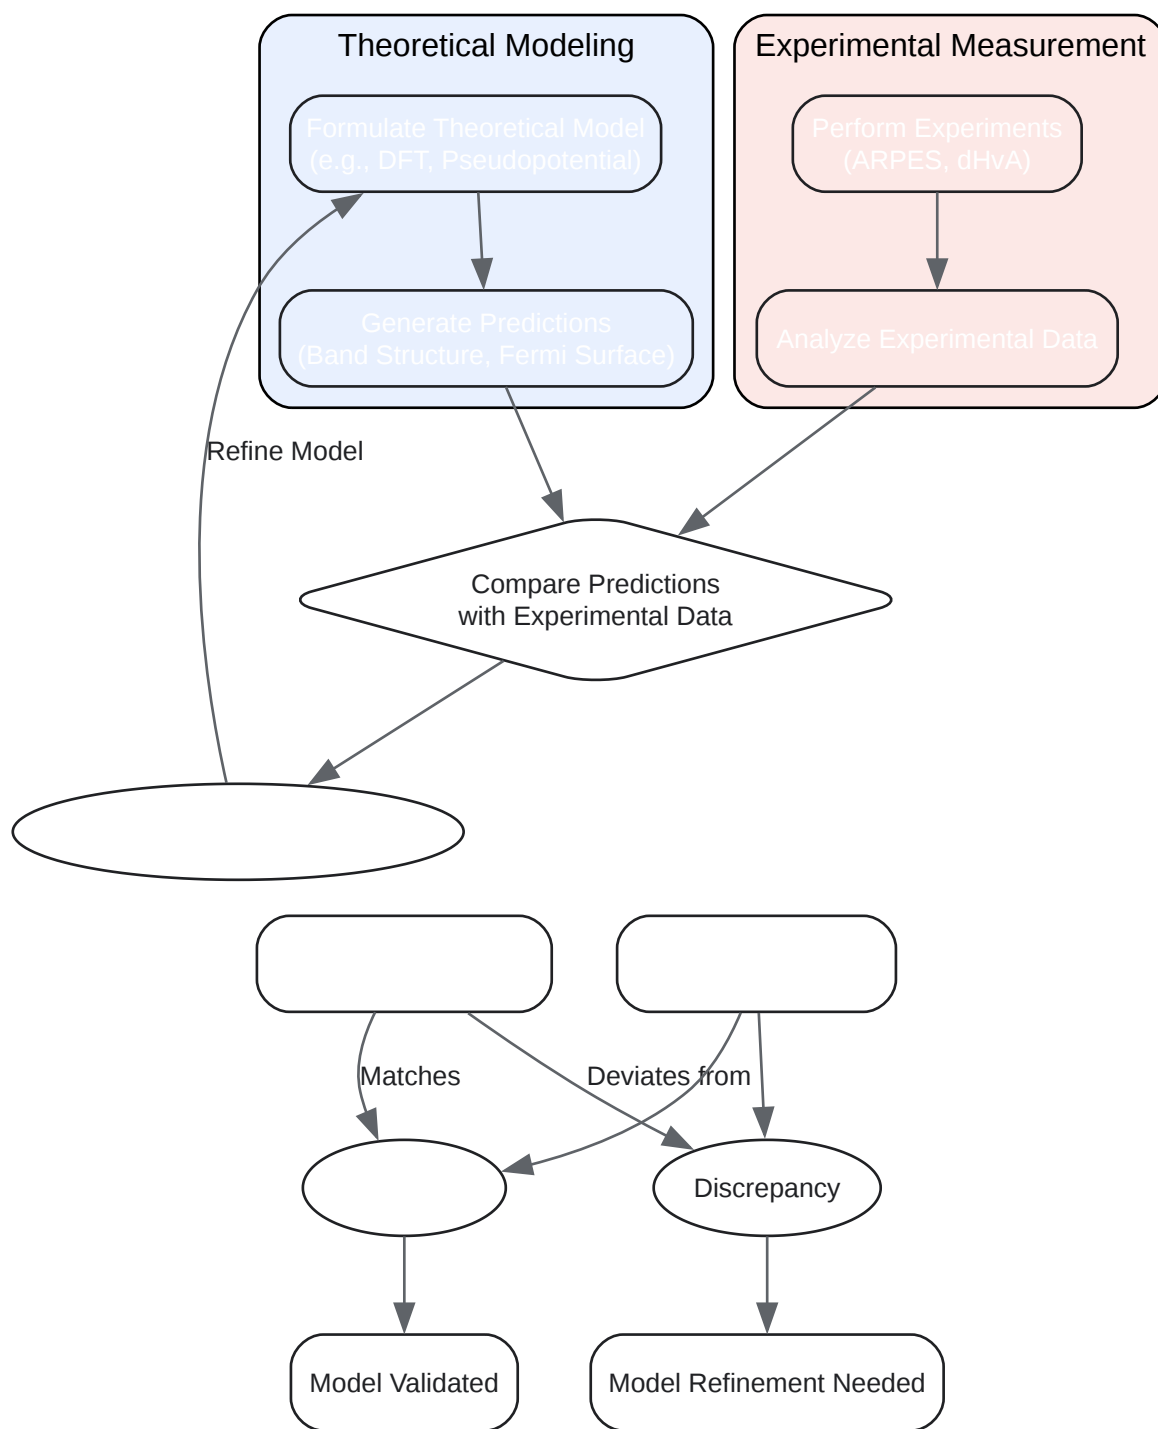 Theoretical Modeling
Experimental Measurement
Formulate Theoretical Model
(e.g., DFT, Pseudopotential)
Perform Experiments
(ARPES, dHvA)
Generate Predictions
(Band Structure, Fermi Surface)
Analyze Experimental Data
Refine Model
Compare Predictions
with Experimental Data
Matches
Deviates from
Discrepancy
Model Validated
Model Refinement Needed